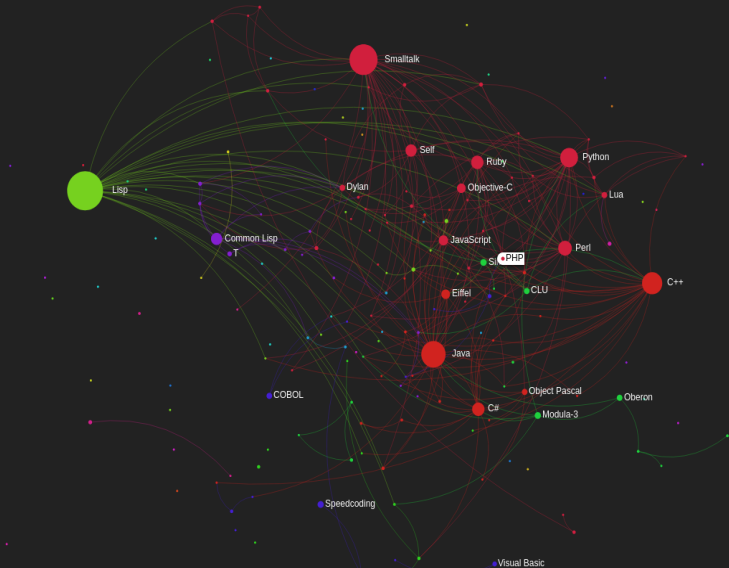 Smalltalk
Self
Ruby
Python
Dylan
Objective-C
Lisp
Lua
Common Lisp
JavaScript
Perl
T
PHP
C++
Eiffel
CLU
Java
COBOL
Object Pascal
Oberon
C#
Modula-3
Speedcoding
Visual Basic